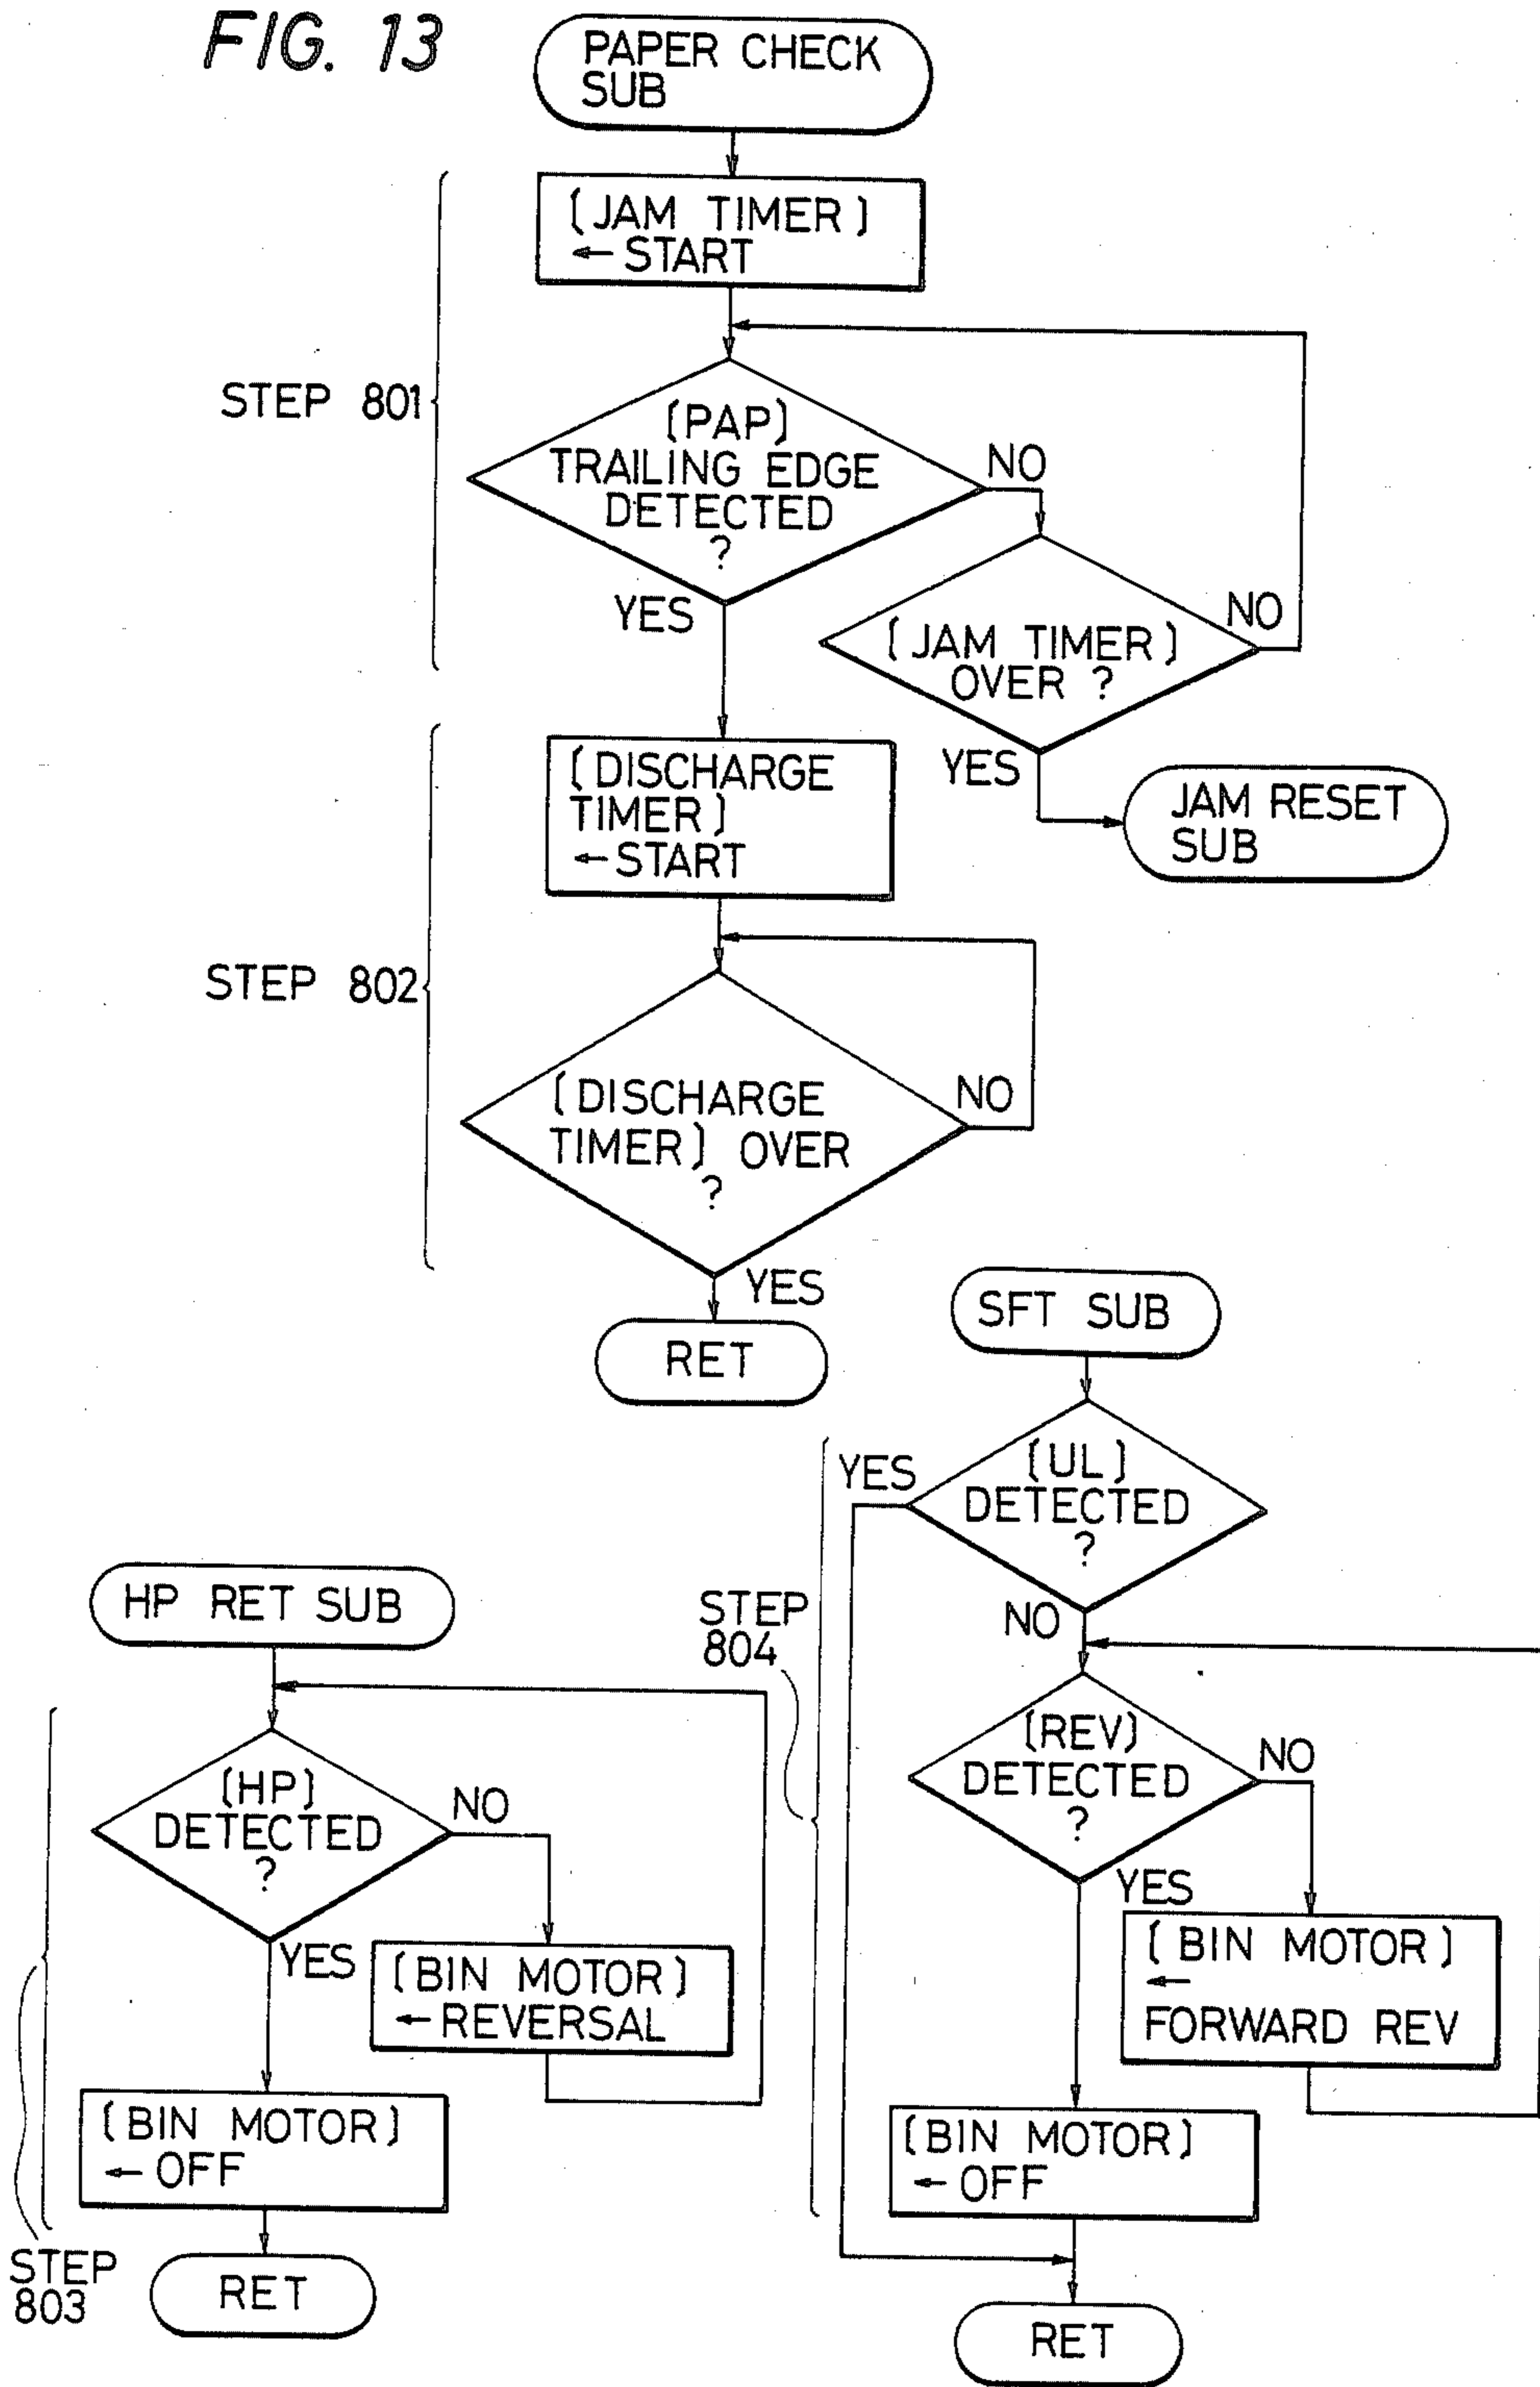 FIG. 13
PAPER CHECK
SUB
[JAM TIMER]
←START
STEP 801
[PAP]
TRAILING EDGE
DETECTED
?
NO
YES
[JAM TIMER]
OVER ?
NO
YES
JAM RESET
SUB
[DISCHARGE
TIMER]
←START
STEP 802
[DISCHARGE
TIMER] OVER
?
NO
YES
RET
SFT SUB
[UL]
DETECTED
?
YES
NO
STEP
804
[REV]
DETECTED
?
NO
YES
[BIN MOTOR]
←
FORWARD REV
[BIN MOTOR]
←OFF
RET
HP RET SUB
[HP]
DETECTED
?
NO
YES
[BIN MOTOR]
←REVERSAL
[BIN MOTOR]
←OFF
STEP
803
RET